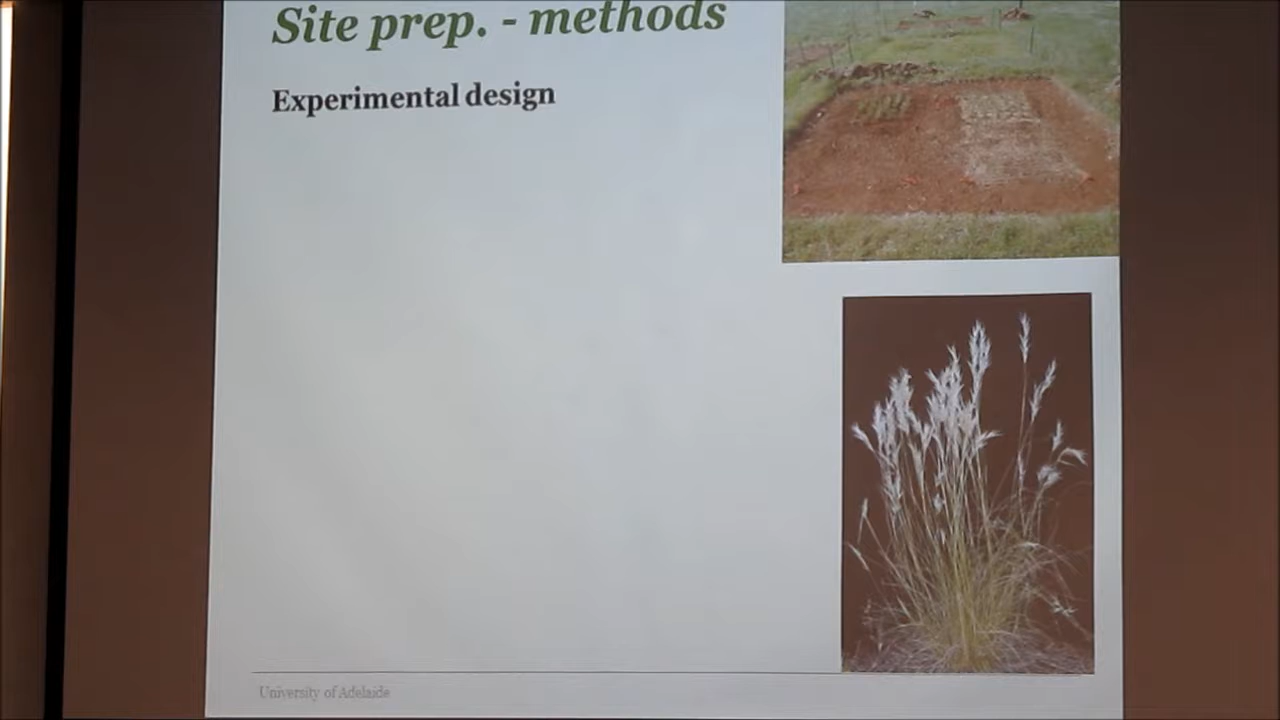 Site prep. - methods
Experimental design
University of Adelaide